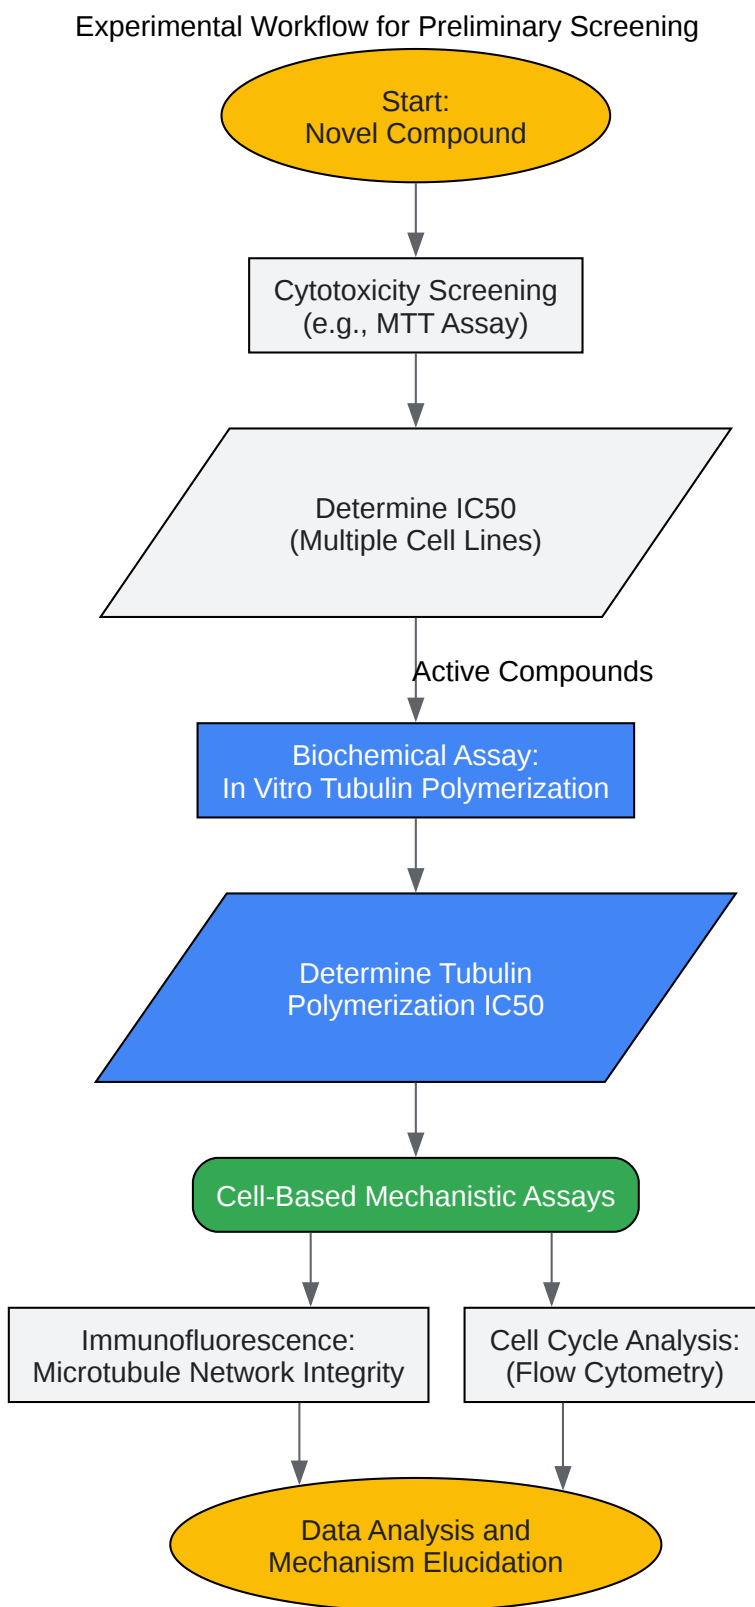 Experimental Workflow for Preliminary Screening
Start:
Novel Compound
Cytotoxicity Screening
(e.g., MTT Assay)
Determine IC50
(Multiple Cell Lines)
Active Compounds
Biochemical Assay:
In Vitro Tubulin Polymerization
Determine Tubulin
Polymerization IC50
Cell-Based Mechanistic Assays
Immunofluorescence:
Microtubule Network Integrity
Cell Cycle Analysis:
(Flow Cytometry)
Data Analysis and
Mechanism Elucidation